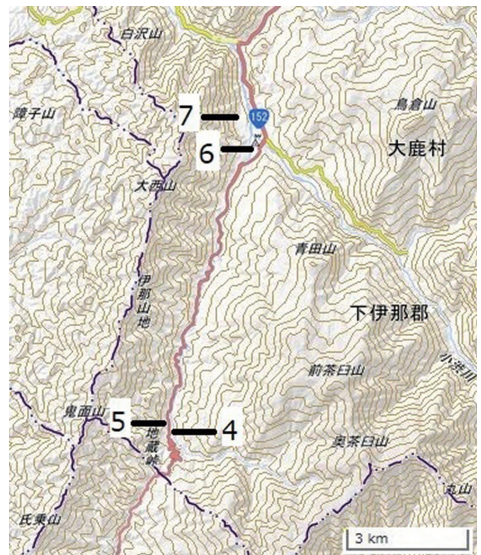 白沢山
7
152
鳥倉山
障子山
6
大鹿村
大西山
青田山
伊那山地
下伊那郡
小渋川
前茶臼山
鬼面山
5
地蔵峠
4
奥茶臼山
丸山
氏乗山
3 km